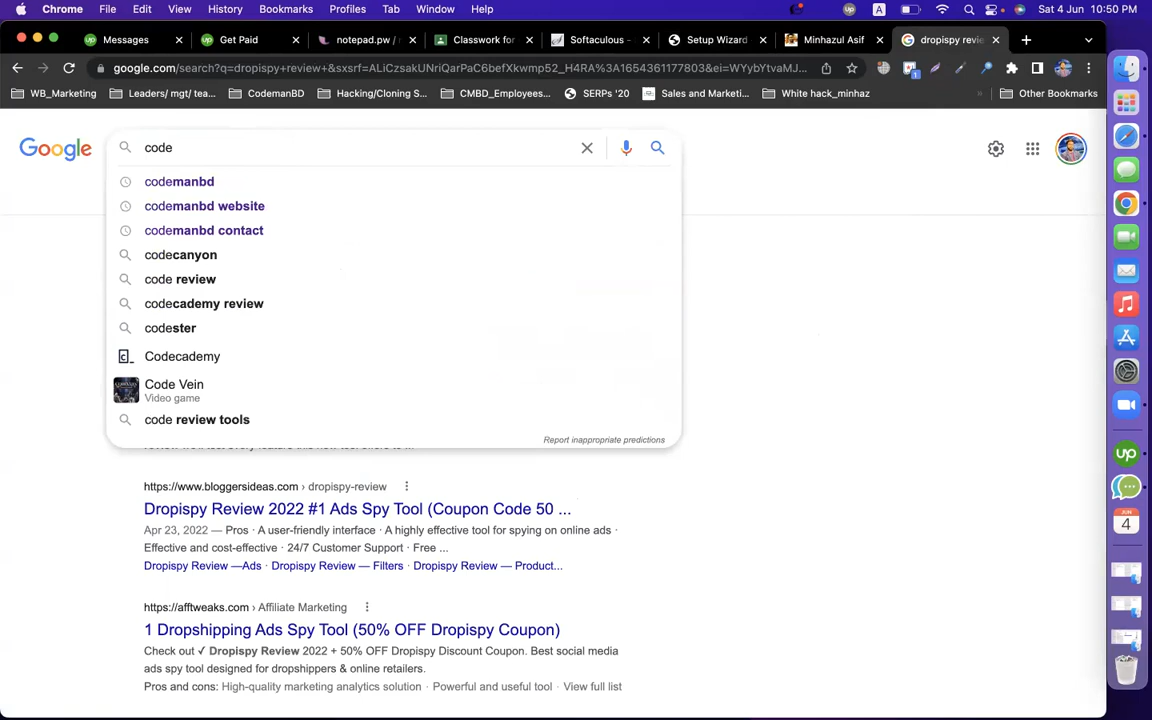 Chrome File Edit View History Bookmarks Profiles Tab Window Help A Sat 4 Jun 10:50 PM
up Messages up Get Paid notepad.pw / Classwork for Softaculous - Setup Wizard Minhazul Asif dropispy revie
google.com/search?q=dropispy+review+&sxsrf=ALiCzsakUNriQarPaC6befXkwmp52_H4RA%3A1654361177803&ei=WYybYtvaMJ... 1
WB_Marketing Leaders/ mgt/ tea... CodemanBD Hacking/Cloning S... CMBD_Employees... SERPs '20 Sales and Marketi... White hack_minhaz » Other Bookmarks
Google
code
codemanbd
codemanbd website
codemanbd contact
codecanyon
code review
codecademy review
codester
Codecademy
Code Vein
Video game
code review tools
Report inappropriate predictions
https://www.bloggersideas.com › dropispy-review
Dropispy Review 2022 #1 Ads Spy Tool (Coupon Code 50 ...
Apr 23, 2022 — Pros · A user-friendly interface · A highly effective tool for spying on online ads ·
Effective and cost-effective · 24/7 Customer Support · Free ...
Dropispy Review —Ads · Dropispy Review — Filters · Dropispy Review — Product...
https://afftweaks.com › Affiliate Marketing
1 Dropshipping Ads Spy Tool (50% OFF Dropispy Coupon)
Check out ✓ Dropispy Review 2022 + 50% OFF Dropispy Discount Coupon. Best social media
ads spy tool designed for dropshippers & online retailers.
Pros and cons: High-quality marketing analytics solution · Powerful and useful tool · View full list
up
JUN
4